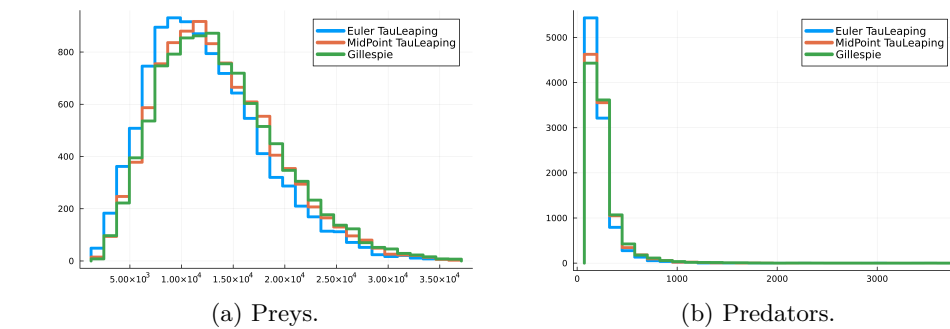 Euler TauLeaping
MidPoint TauLeaping
Gillespie
800
600
400
200
0
5.00×10³ 1.00×10⁴ 1.50×10⁴ 2.00×10⁴ 2.50×10⁴ 3.00×10⁴ 3.50×10⁴
(a) Preys.
Euler TauLeaping
MidPoint TauLeaping
Gillespie
5000
4000
3000
2000
1000
0
0 1000 2000 3000
(b) Predators.